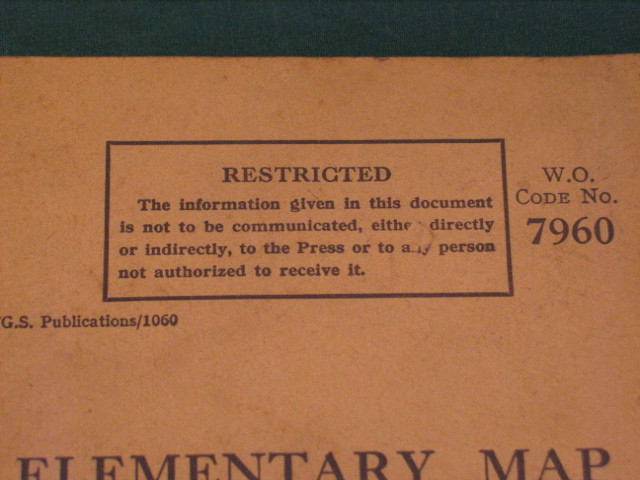 RESTRICTED
The information given in this document
is not to be communicated, either directly
or indirectly, to the Press or to any person
not authorized to receive it.
W.O.
CODE NO.
7960
/G.S. Publications/1060
ELEMENTARY MAP